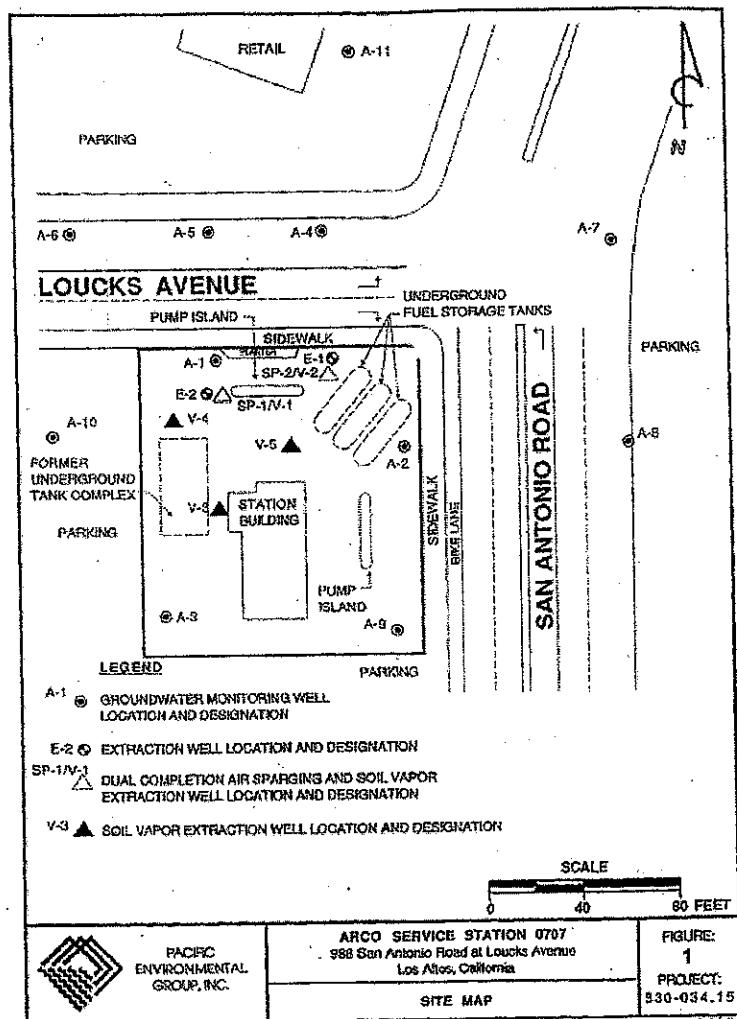 RETAIL
A-11
PARKING
N
A-6
A-5
A-4
A-7
LOUCKS AVENUE
UNDERGROUND
FUEL STORAGE TANKS
PUMP ISLAND
SIDEWALK
PARKING
A-1
PLANTER
E-1
SP-2/V-2
E-2
SP-1/V-1
A-10
V-4
V-5
A-2
A-8
FORMER
UNDERGROUND
TANK COMPLEX
V-3
STATION
BUILDING
SIDEWALK
BIKE LANE
SAN ANTONIO ROAD
PARKING
PUMP
ISLAND
A-3
A-9
LEGEND
PARKING
A-1 GROUNDWATER MONITORING WELL
LOCATION AND DESIGNATION
E-2 EXTRACTION WELL LOCATION AND DESIGNATION
SP-1/V-1 DUAL COMPLETION AIR SPARGING AND SOIL VAPOR
EXTRACTION WELL LOCATION AND DESIGNATION
V-3 SOIL VAPOR EXTRACTION WELL LOCATION AND DESIGNATION
SCALE
0 40 80 FEET
PACIFIC
ENVIRONMENTAL
GROUP, INC.
ARCO SERVICE STATION 0707
San Antonio Road at Loucks Avenue
Los Altos, California
SITE MAP
FIGURE:
1
PROJECT:
330-034.15